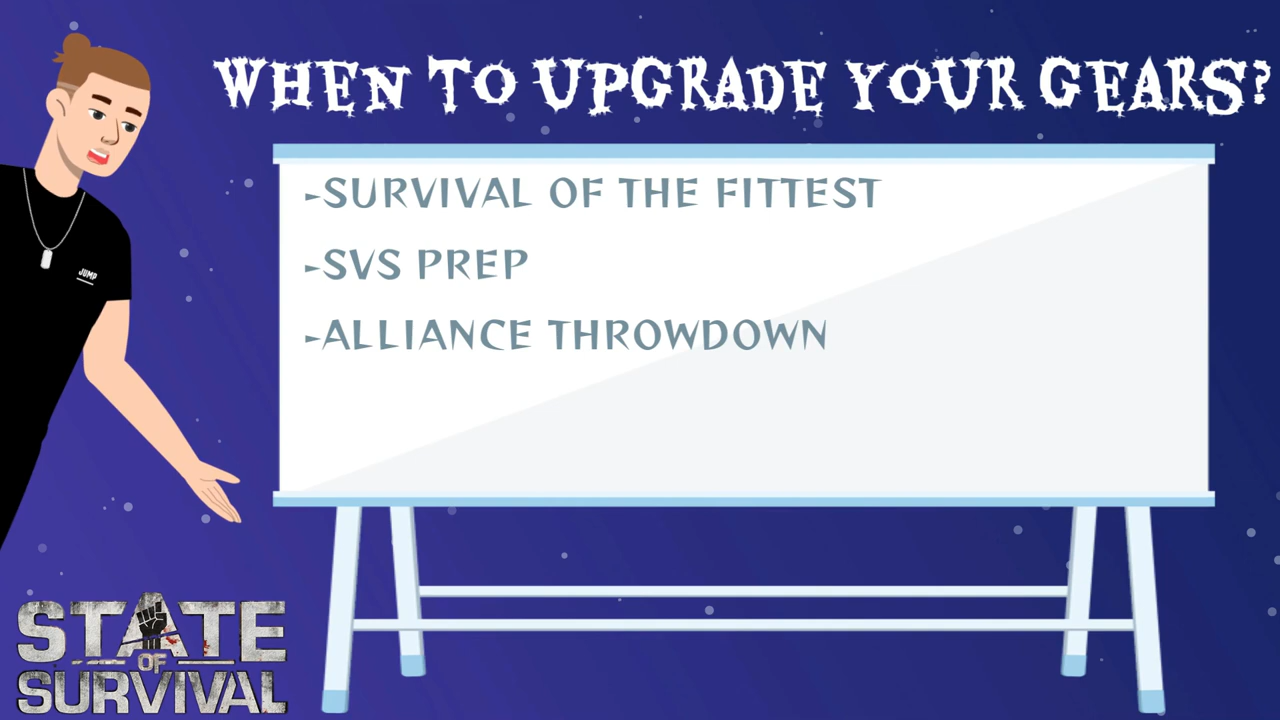 WHEN TO UPGRADE YOUR GEARS?
-SURVIVAL OF THE FITTEST
-SVS PREP
-ALLIANCE THROWDOWN
JUMP
STATE
OF
SURVIVAL